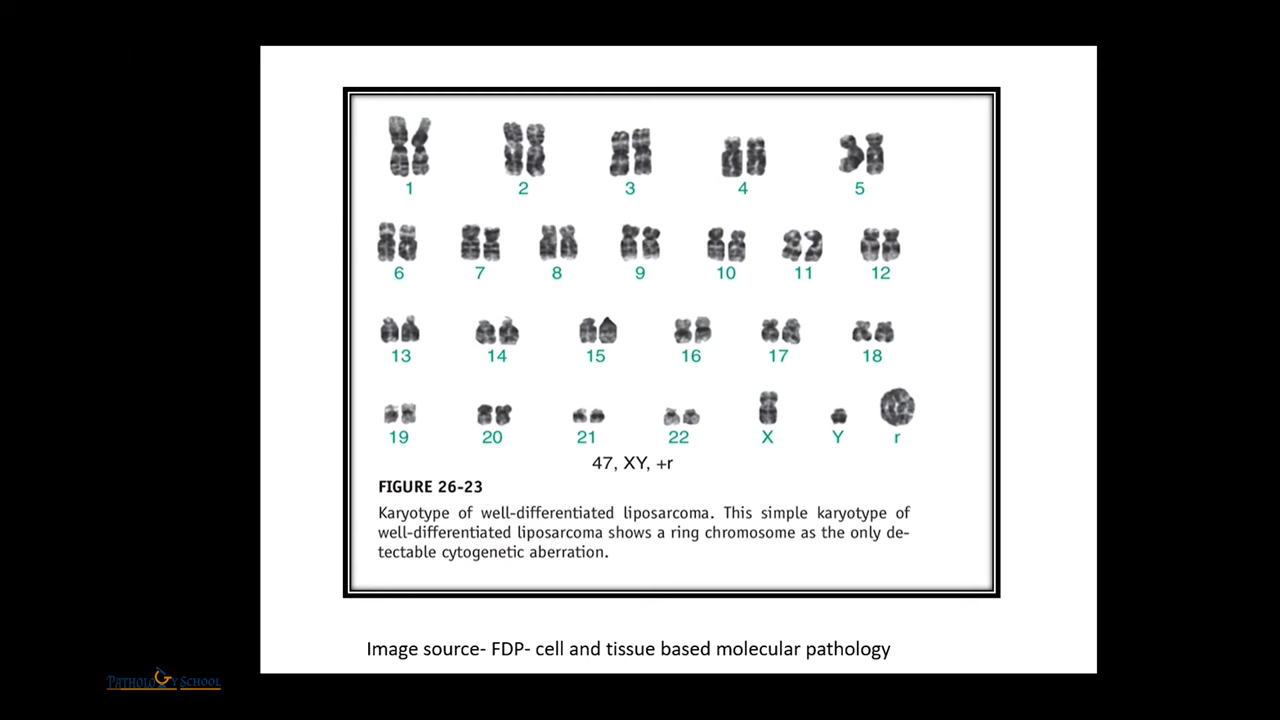 1 2 3 4 5
6 7 8 9 10 11 12
13 14 15 16 17 18
19 20 21 22 X Y r
47, XY, +r
FIGURE 26-23
Karyotype of well-differentiated liposarcoma. This simple karyotype of
well-differentiated liposarcoma shows a ring chromosome as the only de-
tectable cytogenetic aberration.
Image source- FDP- cell and tissue based molecular pathology
PATHOLOGY SCHOOL